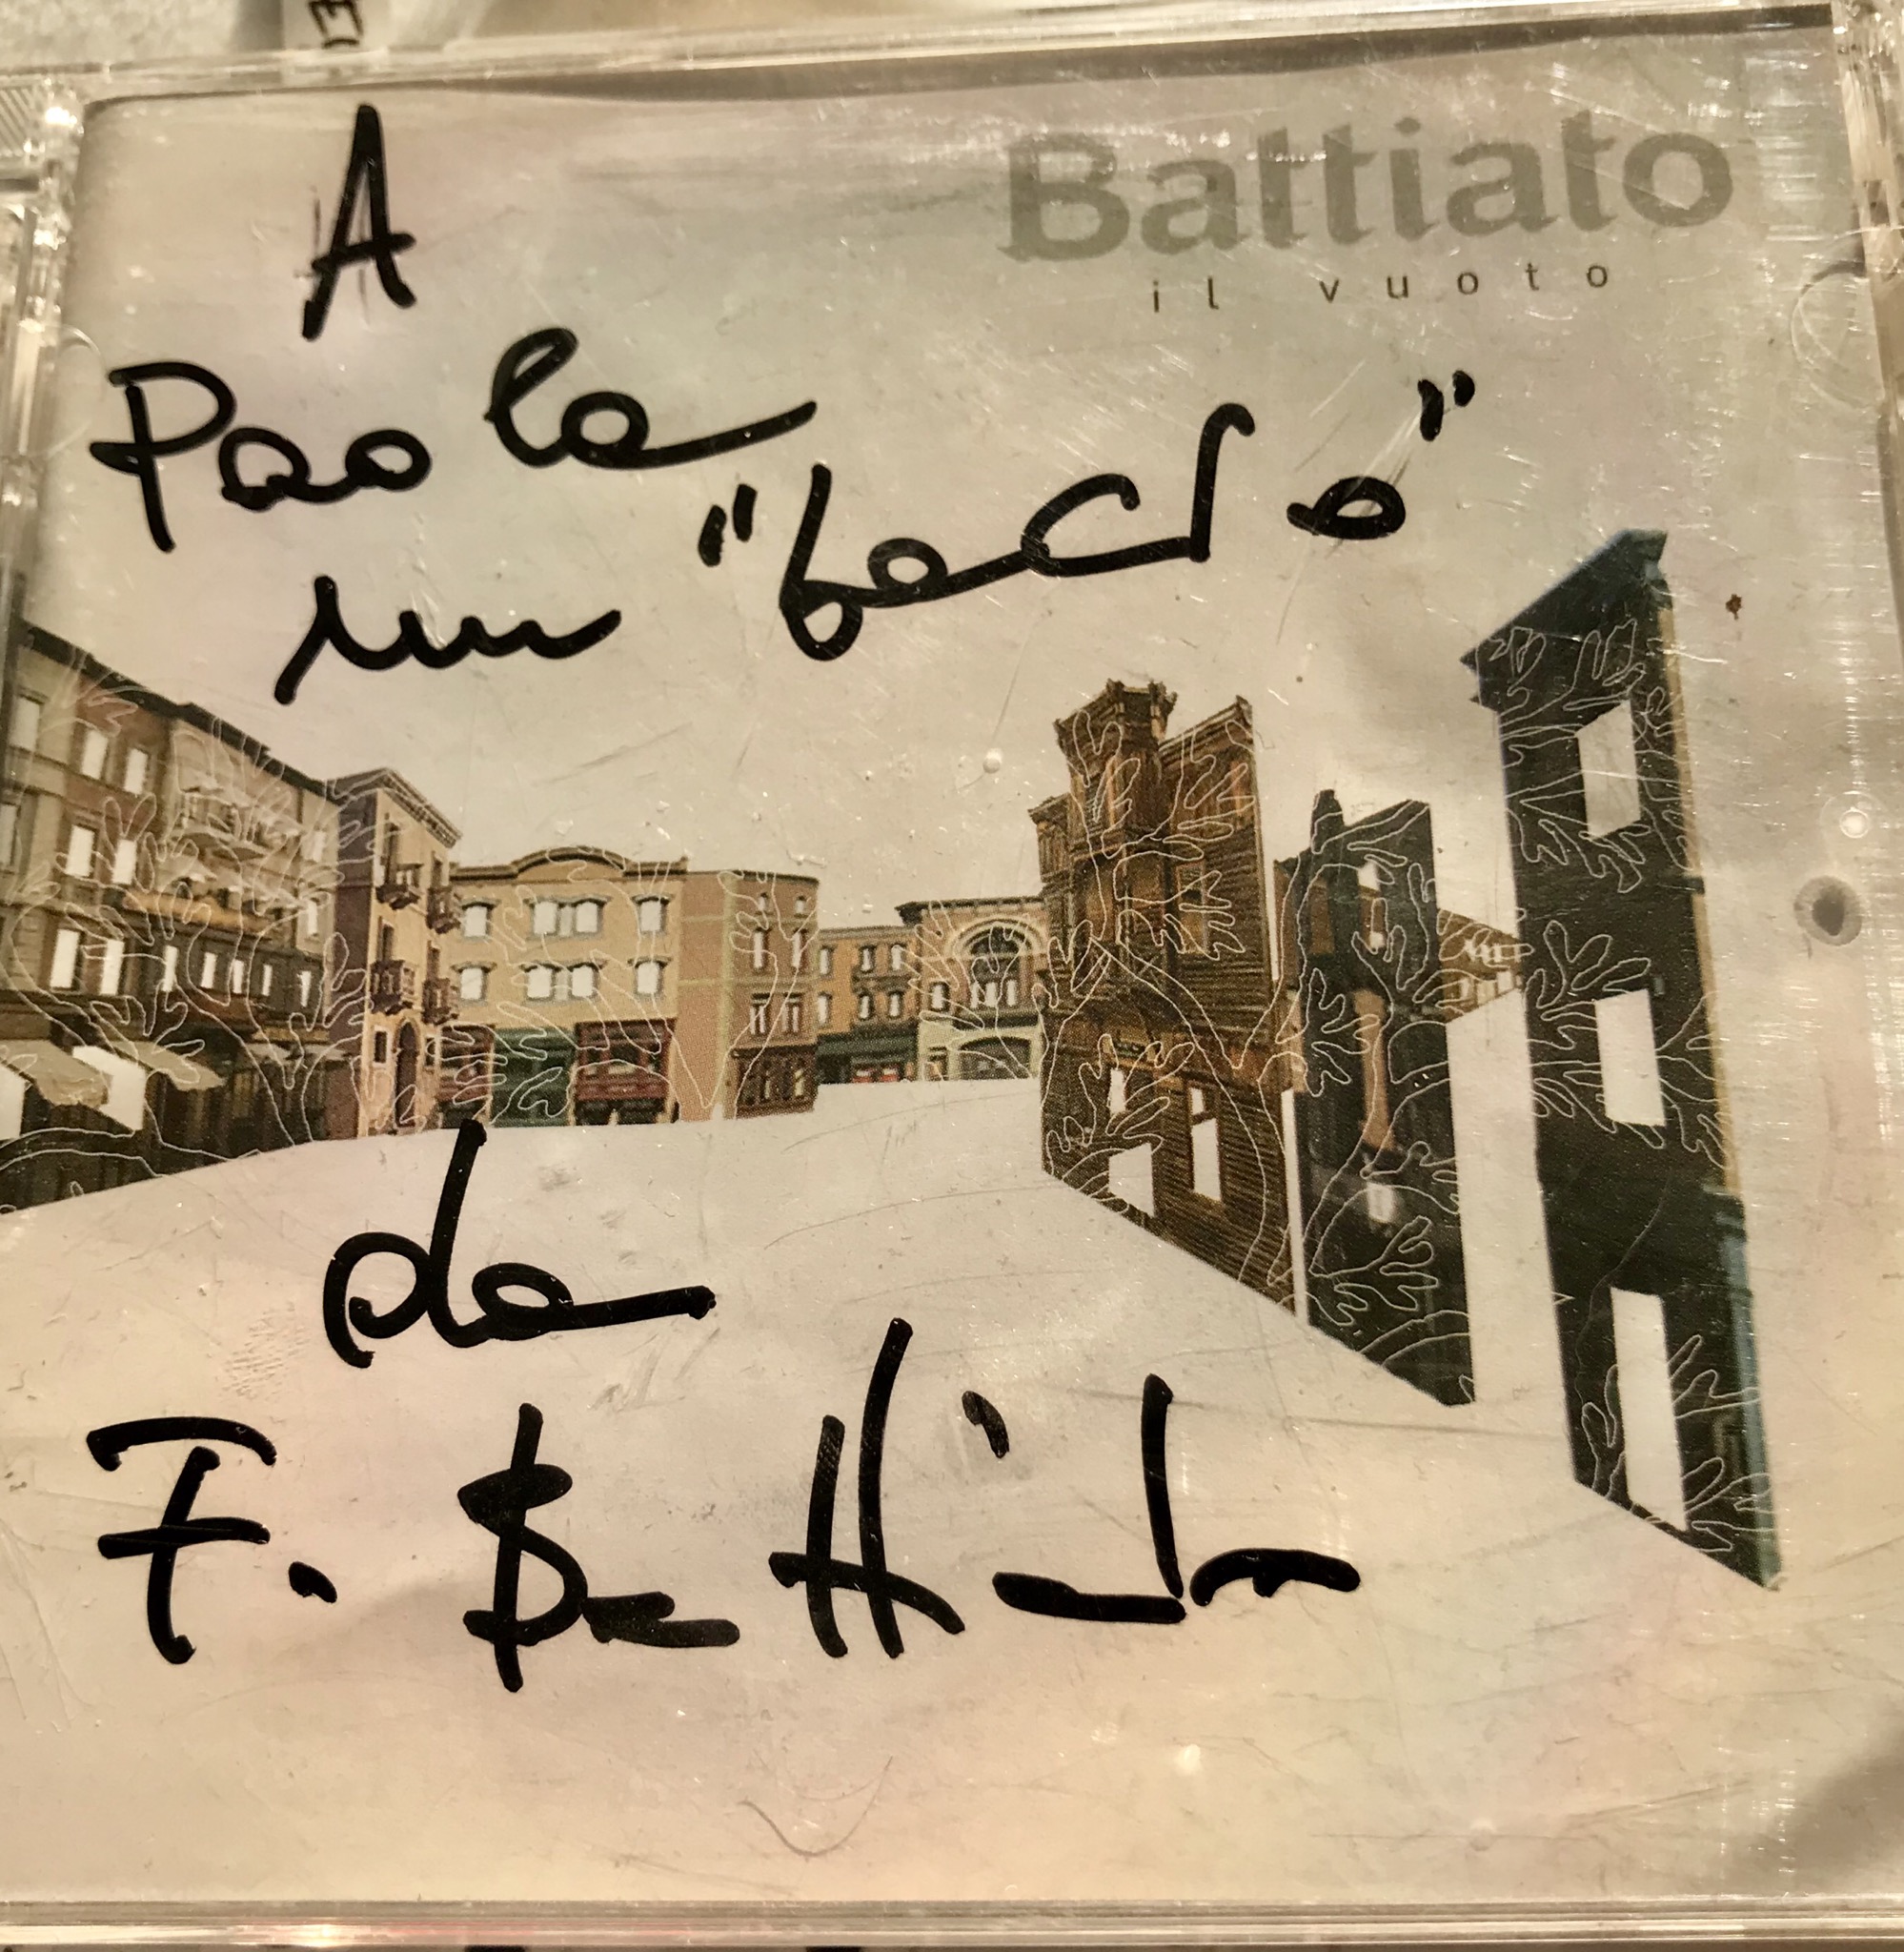 Battiato
il vuoto
A
Paola
un "bacio"
da
F. Battiato